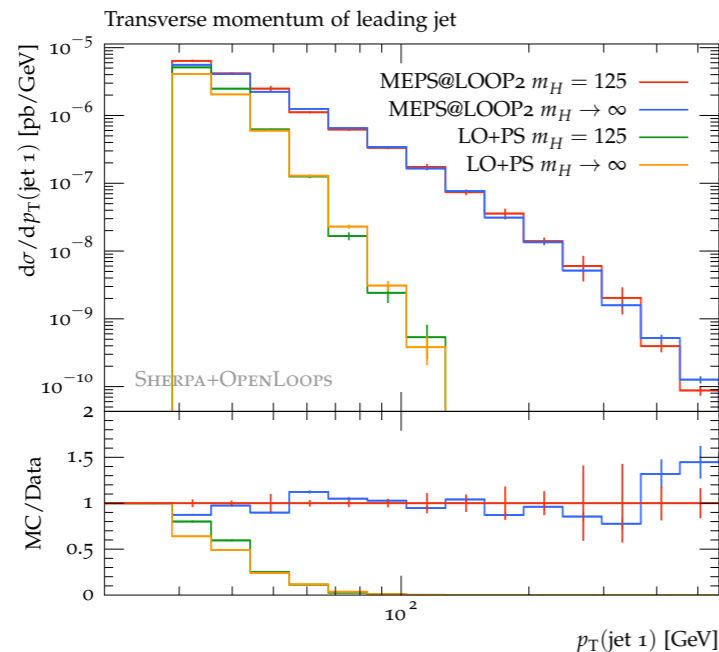 Transverse momentum of leading jet
dσ/dp_T(jet 1) [pb/GeV]
10^−5
10^−6
10^−7
10^−8
10^−9
10^−10
MEPS@LOOP2 m_H = 125
MEPS@LOOP2 m_H → ∞
LO+PS m_H = 125
LO+PS m_H → ∞
SHERPA+OPENLOOPS
MC/Data
2
1.5
1
0.5
0
10^2
p_T(jet 1) [GeV]